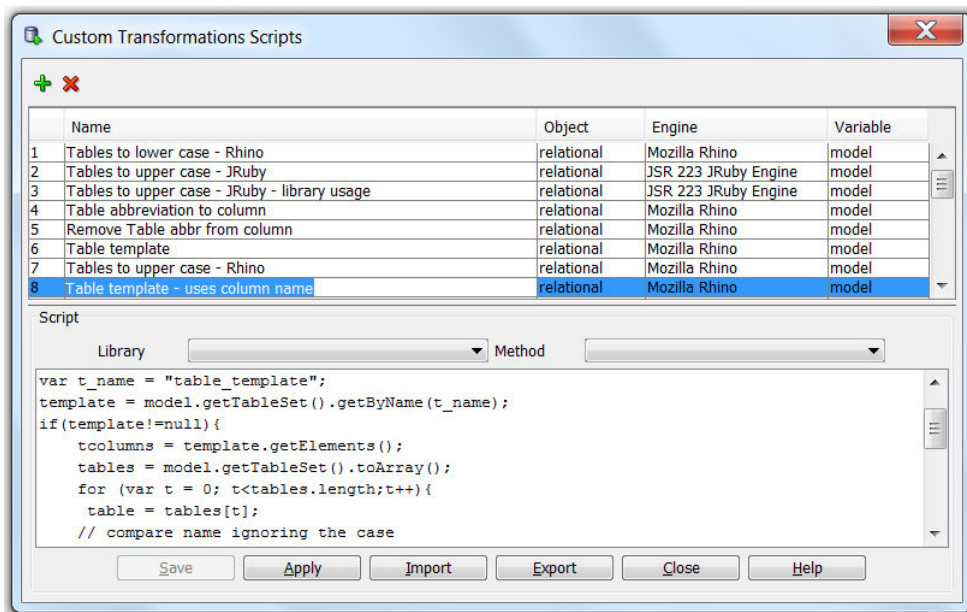 Custom Transformations Scripts
Name Object Engine Variable
1 Tables to lower case - Rhino relational Mozilla Rhino model
2 Tables to upper case - JRuby relational JSR 223 JRuby Engine model
3 Tables to upper case - JRuby - library usage relational JSR 223 JRuby Engine model
4 Table abbreviation to column relational Mozilla Rhino model
5 Remove Table abbr from column relational Mozilla Rhino model
6 Table template relational Mozilla Rhino model
7 Tables to upper case - Rhino relational Mozilla Rhino model
8 Table template - uses column name relational Mozilla Rhino model
Script
Library Method
var t_name = "table_template";
template = model.getTableSet().getByName(t_name);
if(template!=null){
    tcolumns = template.getElements();
    tables = model.getTableSet().toArray();
    for (var t = 0; t<tables.length;t++){
     table = tables[t];
    // compare name ignoring the case
Save Apply Import Export Close Help